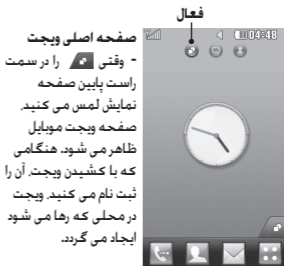 فعال
04:48
صفحه اصلی ویجت
- وقتی را در سمت
راست پایین صفحه
نمایش لمس می کنید،
صفحه ویجت موبایل
ظاهر می شود. هنگامی
که با کشیدن ویجت، آن را
ثبت نام می کنید، ویجت
در محلی که رها می شود
ایجاد می گردد.